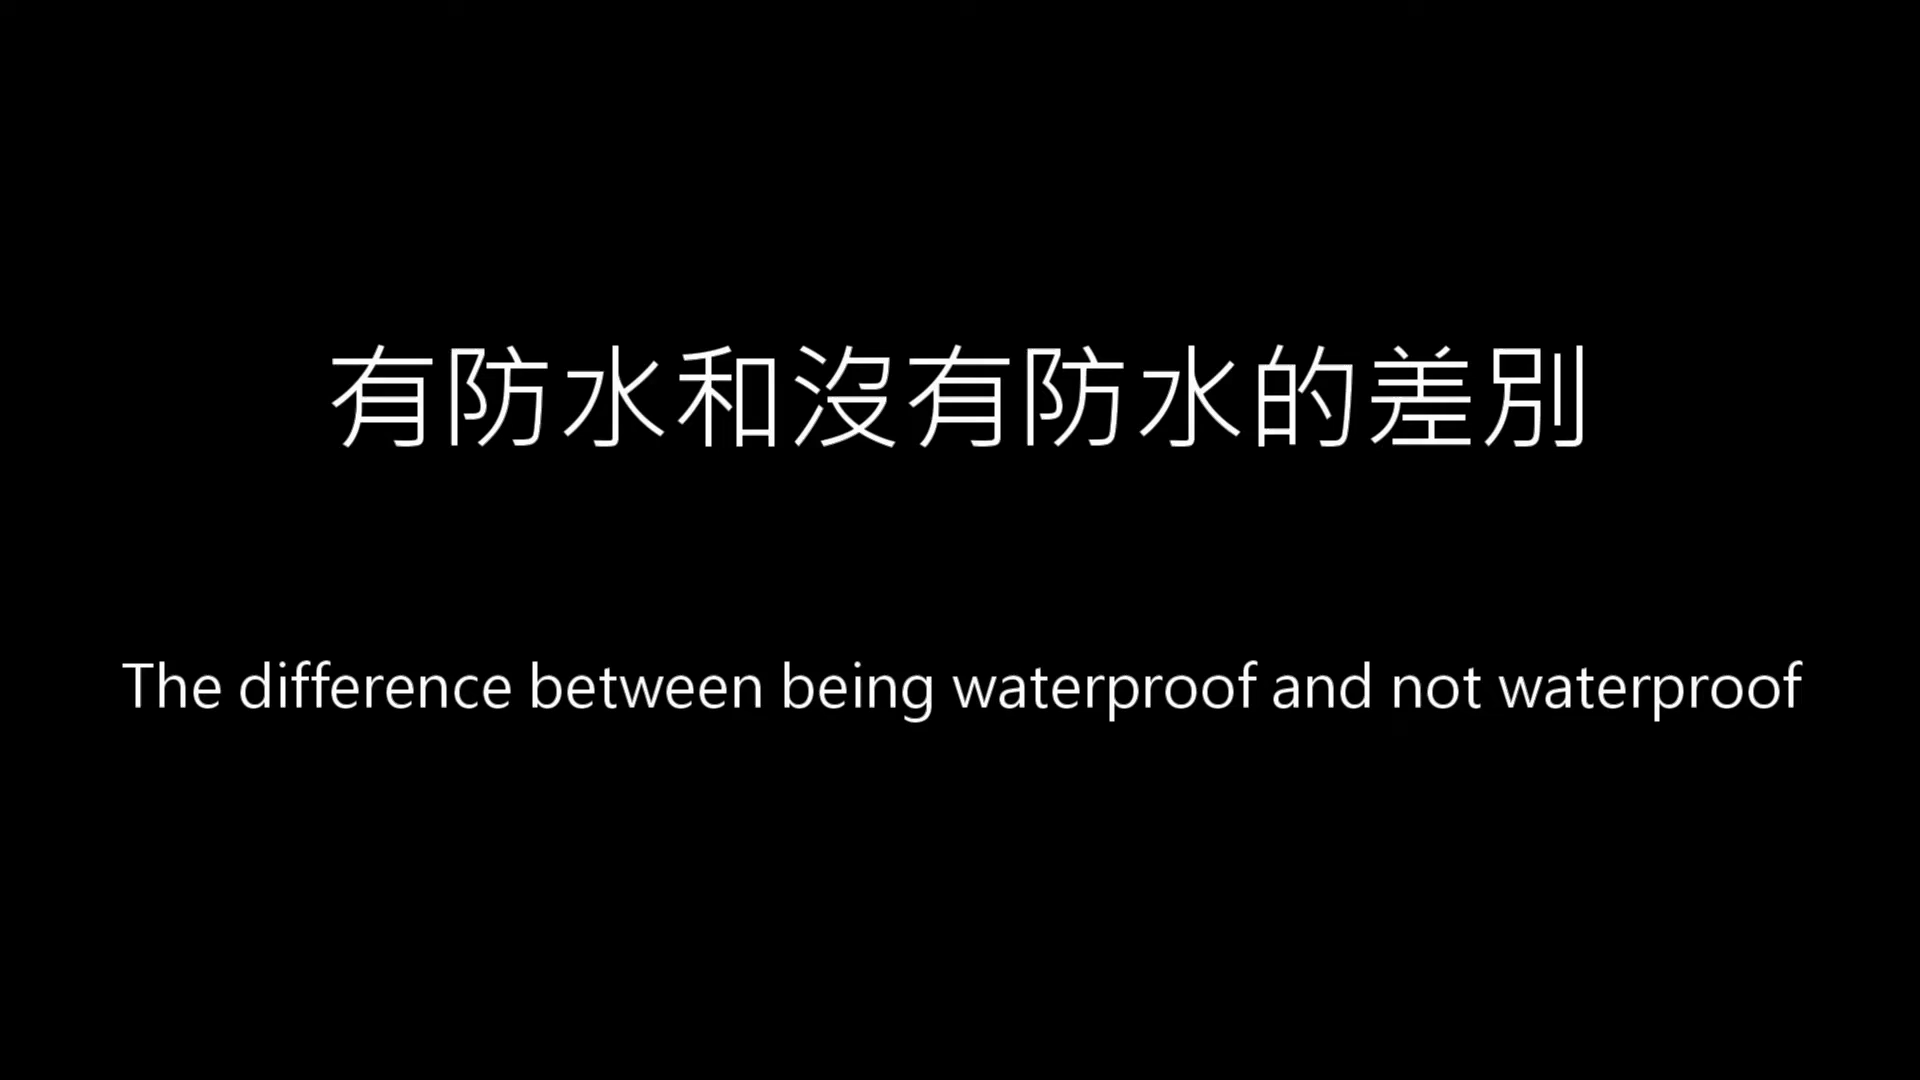 有防水和沒有防水的差別
The difference between being waterproof and not waterproof